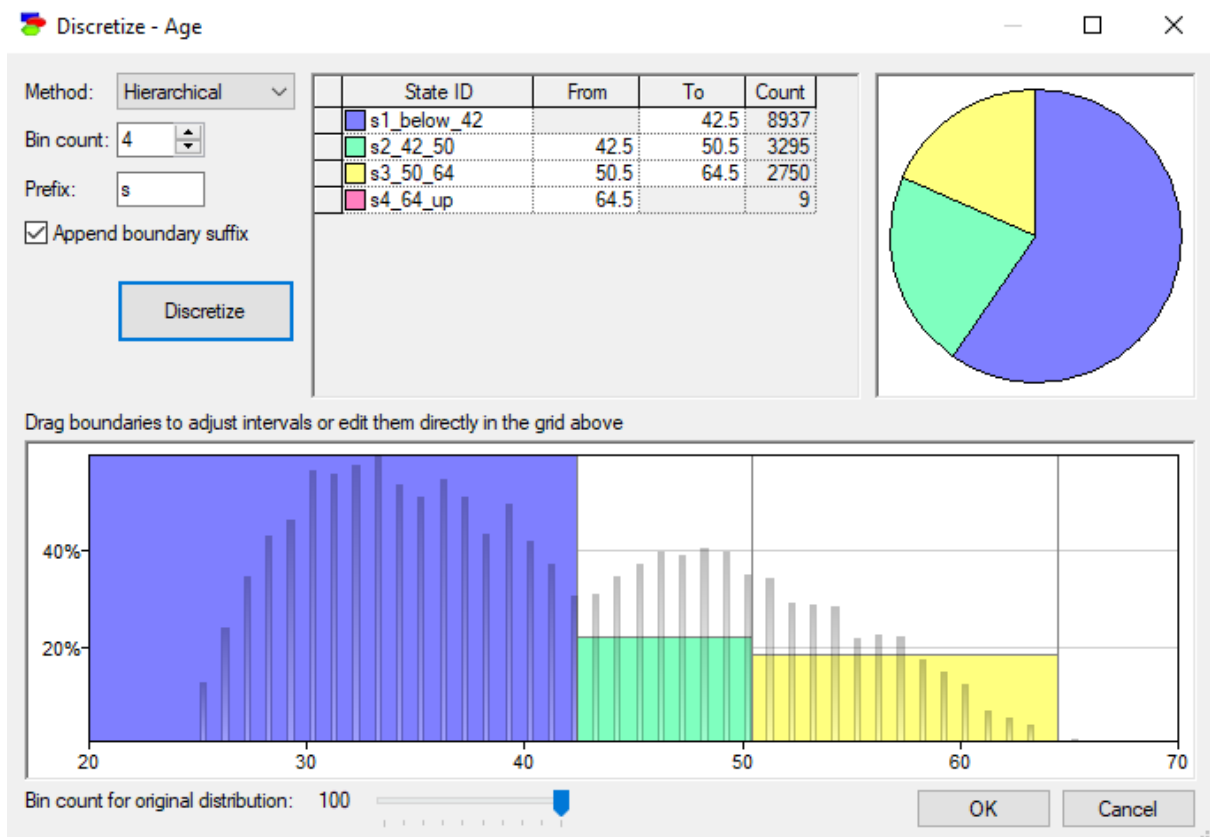 Discretize - Age
Method: Hierarchical
Bin count: 4
Prefix: s
Append boundary suffix
Discretize
State ID From To Count
s1_below_42 42.5 8937
s2_42_50 42.5 50.5 3295
s3_50_64 50.5 64.5 2750
s4_64_up 64.5 9
Drag boundaries to adjust intervals or edit them directly in the grid above
40%
20%
20 30 40 50 60 70
Bin count for original distribution: 100
OK Cancel